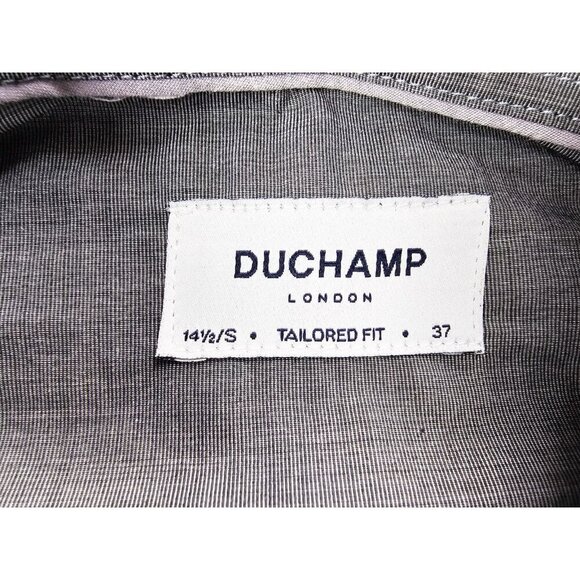 DUCHAMP
LONDON
14½/S • TAILORED FIT • 37